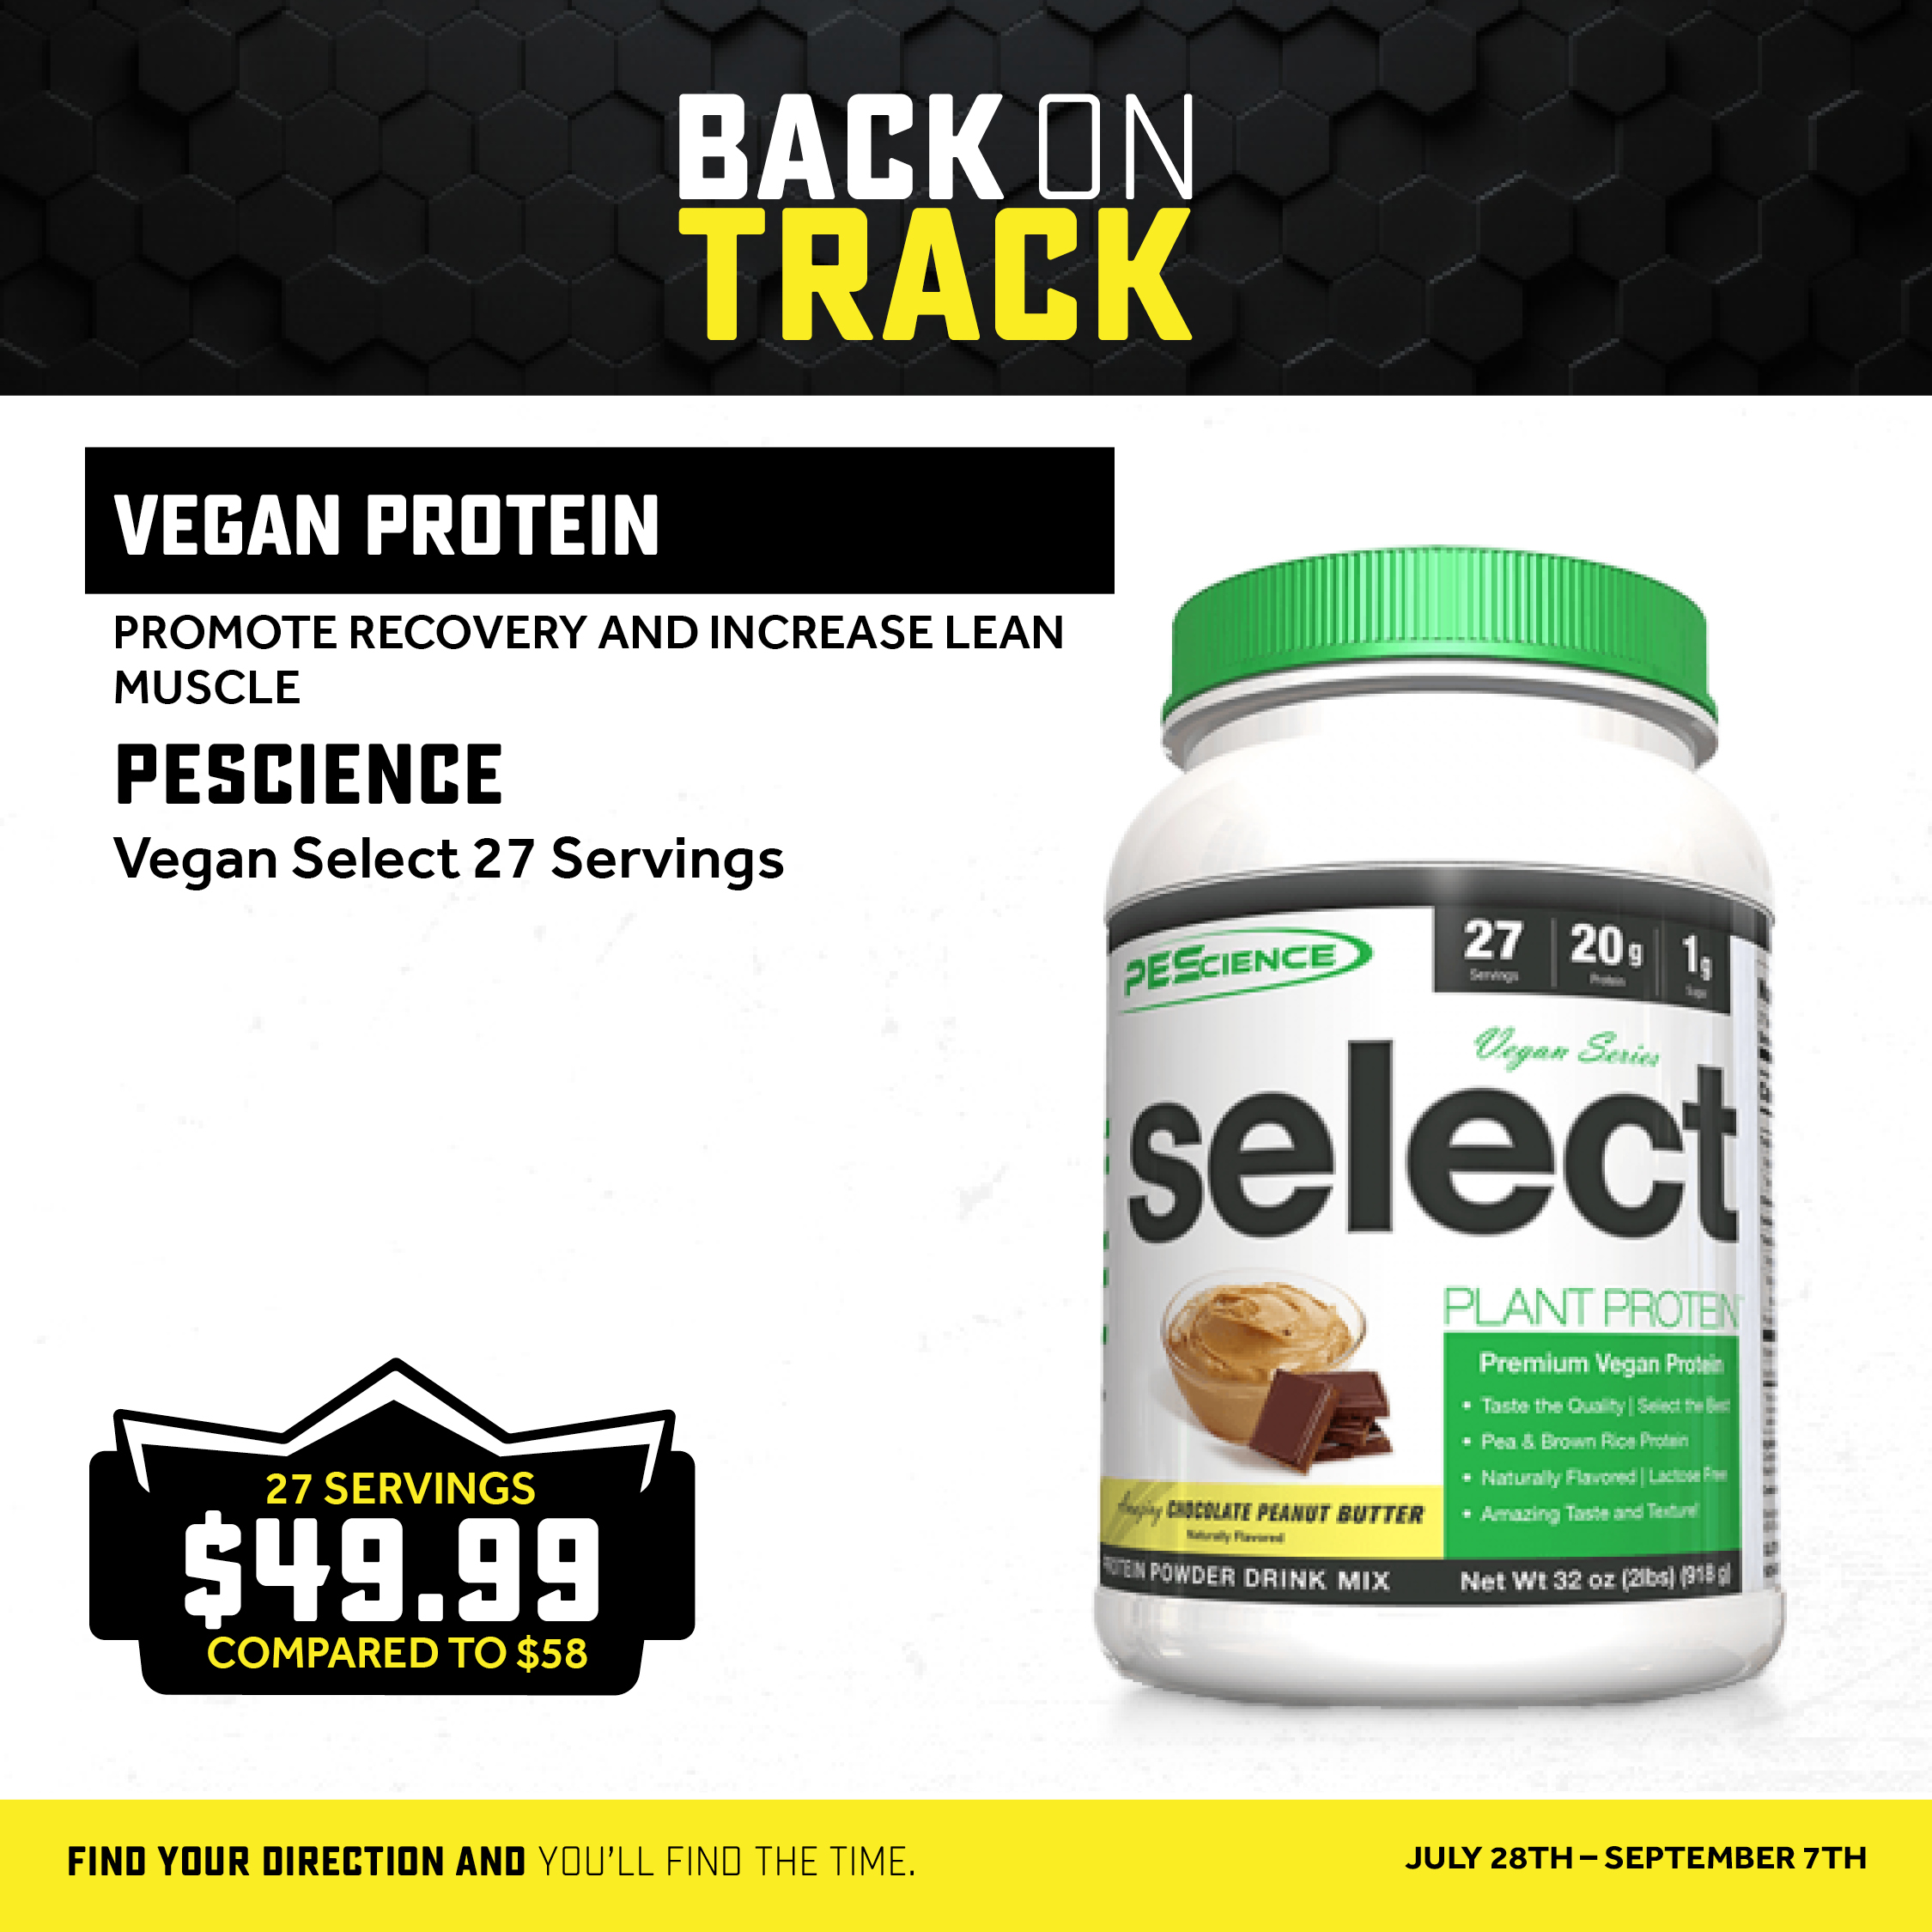 BACK ON
TRACK
VEGAN PROTEIN
PROMOTE RECOVERY AND INCREASE LEAN
MUSCLE
PESCIENCE
Vegan Select 27 Servings
PESCIENCE
27 20g 1g
Servings Protein Sugar
Vegan Series
select
PLANT PROTEIN
Premium Vegan Protein
• Taste the Quality | Select the Best
• Pea & Brown Rice Protein
• Naturally Flavored | Lactose Free
• Amazing Taste and Texture!
Amazing CHOCOLATE PEANUT BUTTER
Naturally Flavored
PROTEIN POWDER DRINK MIX
Net Wt 32 oz (2lbs) (918 g)
27 SERVINGS
$49.99
COMPARED TO $58
FIND YOUR DIRECTION AND YOU'LL FIND THE TIME.
JULY 28TH – SEPTEMBER 7TH